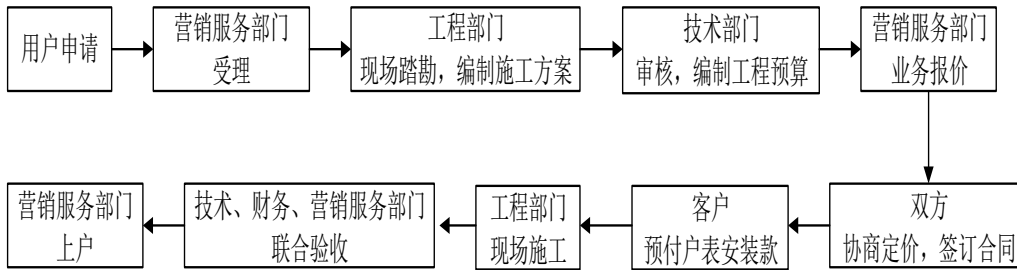 用户申请
营销服务部门
受理
工程部门
现场踏勘，编制施工方案
技术部门
审核，编制工程预算
营销服务部门
业务报价
双方
协商定价，签订合同
客户
预付户表安装款
工程部门
现场施工
技术、财务、营销服务部门
联合验收
营销服务部门
上户